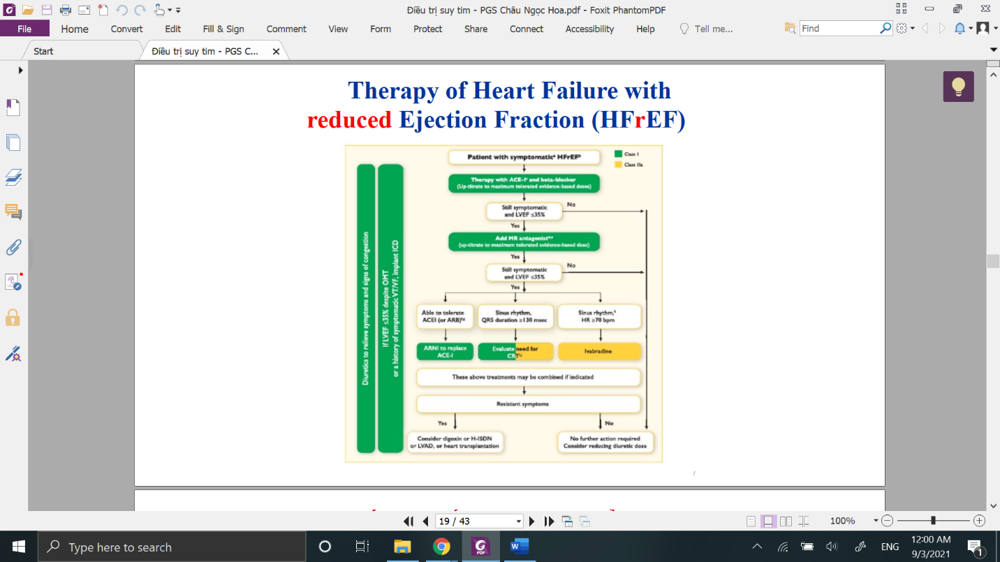 Điều trị suy tim - PGS Châu Ngọc Hoa.pdf - Foxit PhantomPDF
File Home Convert Edit Fill & Sign Comment View Form Protect Share Connect Accessibility Help Tell me... Find
Start Điều trị suy tim - PGS C...
Therapy of Heart Failure with
reduced Ejection Fraction (HFrEF)
Patient with symptomaticᵃ HFrEFᵇ
Class I
Class IIa
Therapy with ACE-Iᶜ and beta-blocker
(Up-titrate to maximum tolerated evidence-based doses)
Still symptomatic
and LVEF ≤35%
No
Yes
Add MR antagonistᵈ,ᵉ
(up-titrate to maximum tolerated evidence-based dose)
Yes
Still symptomatic
and LVEF ≤35%
No
Yes
Able to tolerate
ACEI (or ARB)ᶠ,ᵍ
Sinus rhythm,
QRS duration ≥130 msec
Sinus rhythm,ʰ
HR ≥70 bpm
ARNI to replace
ACE-I
Evaluate need for
CRTⁱ,ʲ
Ivabradine
These above treatments may be combined if indicated
Resistant symptoms
Yes
No
Consider digoxin or H-ISDN
or LVAD, or heart transplantation
No further action required
Consider reducing diuretic dose
Diuretics to relieve symptoms and signs of congestion
If LVEF ≤35% despite OMT
or a history of symptomatic VT/VF, implant ICD
19 / 43
100%
Type here to search
PDF
W
ENG
12:00 AM
9/3/2021
1